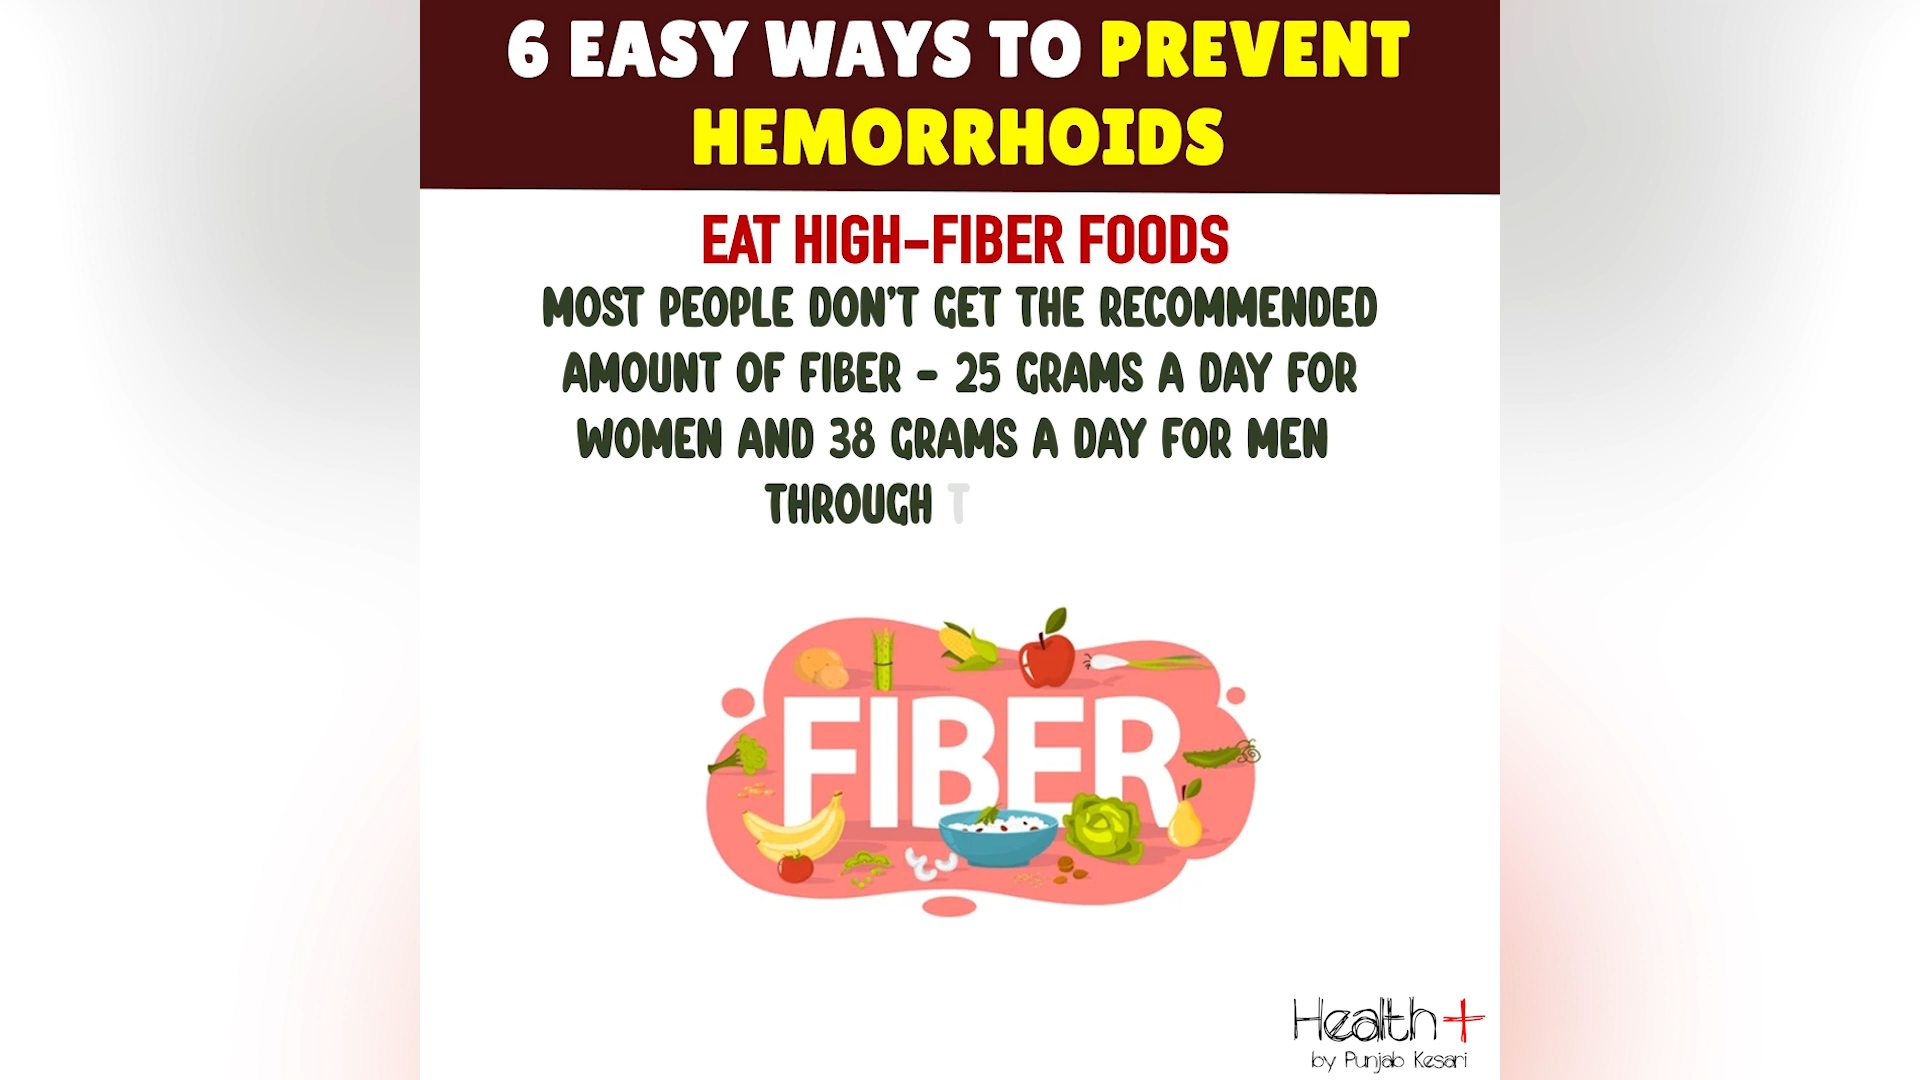 6 EASY WAYS TO PREVENT
HEMORRHOIDS
EAT HIGH-FIBER FOODS
MOST PEOPLE DON'T GET THE RECOMMENDED
AMOUNT OF FIBER - 25 GRAMS A DAY FOR
WOMEN AND 38 GRAMS A DAY FOR MEN
THROUGH T
FIBER
Health+
by Punjab Kesari